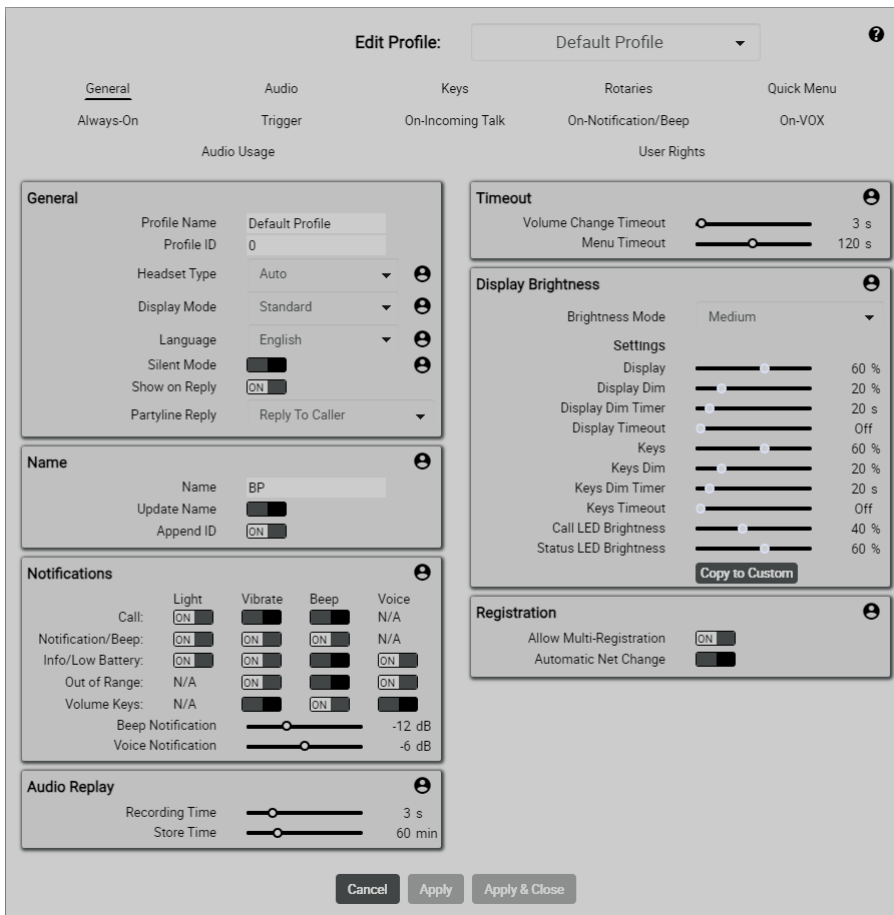 Edit Profile: Default Profile ?
General Audio Keys Rotaries Quick Menu
Always-On Trigger On-Incoming Talk On-Notification/Beep On-VOX
Audio Usage User Rights
General
Profile Name Default Profile
Profile ID 0
Headset Type Auto
Display Mode Standard
Language English
Silent Mode
Show on Reply ON
Partyline Reply Reply To Caller
Name
Name BP
Update Name
Append ID ON
Notifications
Light Vibrate Beep Voice
Call: ON N/A
Notification/Beep: ON ON ON N/A
Info/Low Battery: ON ON ON
Out of Range: N/A ON ON
Volume Keys: N/A ON
Beep Notification -12 dB
Voice Notification -6 dB
Audio Replay
Recording Time 3 s
Store Time 60 min
Timeout
Volume Change Timeout 3 s
Menu Timeout 120 s
Display Brightness
Brightness Mode Medium
Settings
Display 60 %
Display Dim 20 %
Display Dim Timer 20 s
Display Timeout Off
Keys 60 %
Keys Dim 20 %
Keys Dim Timer 20 s
Keys Timeout Off
Call LED Brightness 40 %
Status LED Brightness 60 %
Copy to Custom
Registration
Allow Multi-Registration ON
Automatic Net Change
Cancel Apply Apply & Close